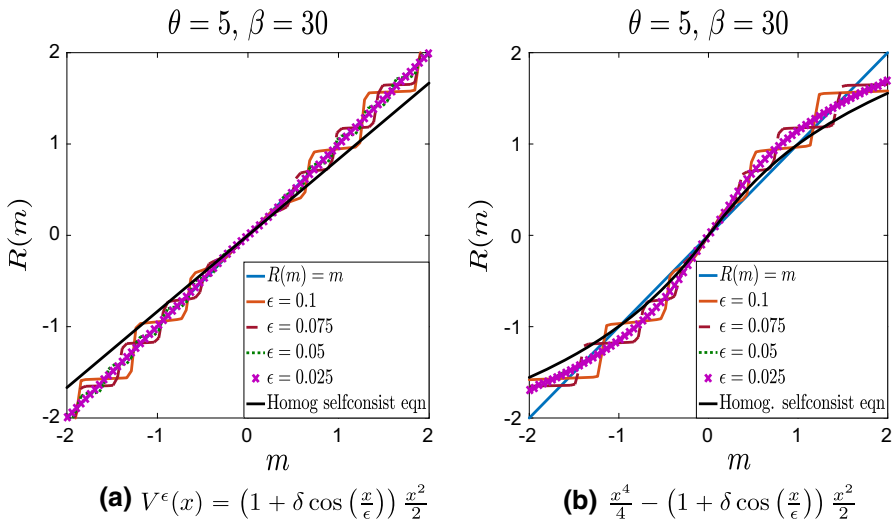 θ = 5, β = 30
R(m)
2
1
0
-1
-2
-2
-1
0
1
2
m
R(m) = m
ϵ = 0.1
ϵ = 0.075
ϵ = 0.05
ϵ = 0.025
Homog selfconsist eqn
(a) V^ϵ(x) = (1 + δ cos (x/ϵ)) x²/2
θ = 5, β = 30
R(m)
2
1
0
-1
-2
-2
-1
0
1
2
m
R(m) = m
ϵ = 0.1
ϵ = 0.075
ϵ = 0.05
ϵ = 0.025
Homog. selfconsist eqn
(b) x⁴/4 − (1 + δ cos (x/ϵ)) x²/2